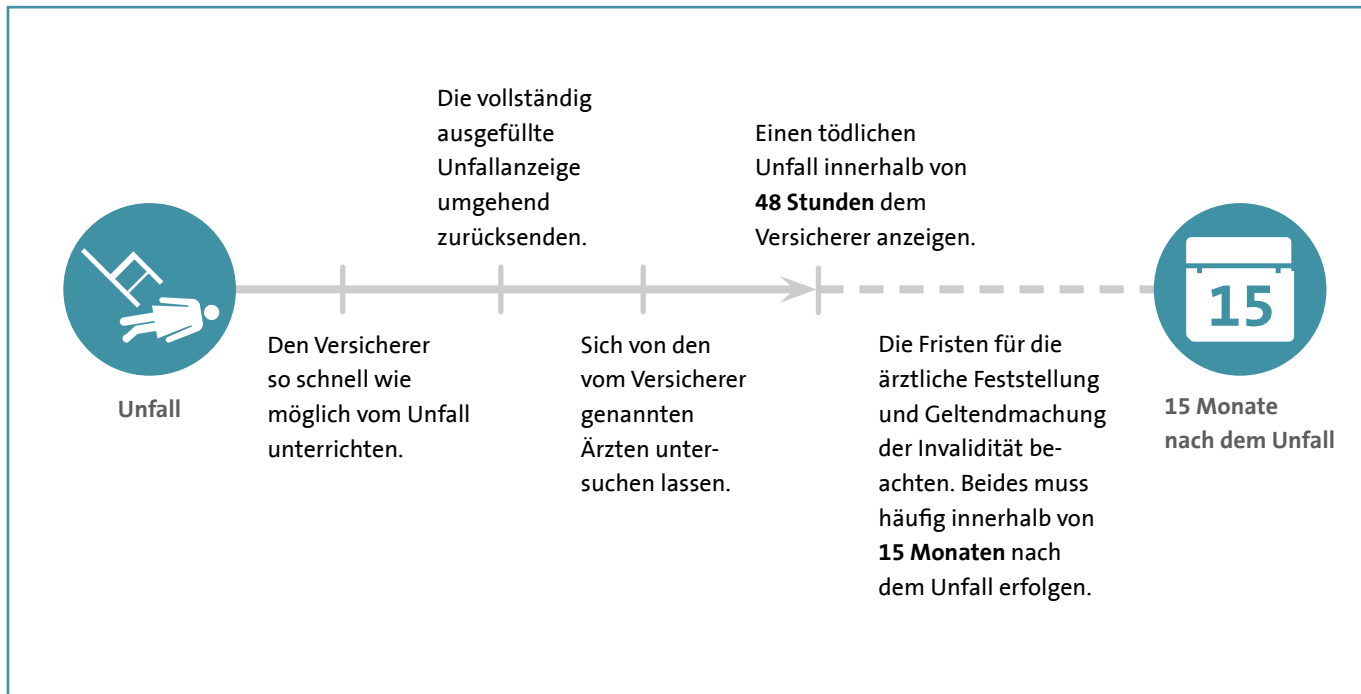 Die vollständig
ausgefüllte
Unfallanzeige
umgehend
zurücksenden.
Einen tödlichen
Unfall innerhalb von
48 Stunden dem
Versicherer anzeigen.
15
Unfall
Den Versicherer
so schnell wie
möglich vom Unfall
unterrichten.
Sich von den
vom Versicherer
genannten
Ärzten unter-
suchen lassen.
Die Fristen für die
ärztliche Feststellung
und Geltendmachung
der Invalidität be-
achten. Beides muss
häufig innerhalb von
15 Monaten nach
dem Unfall erfolgen.
15 Monate
nach dem Unfall